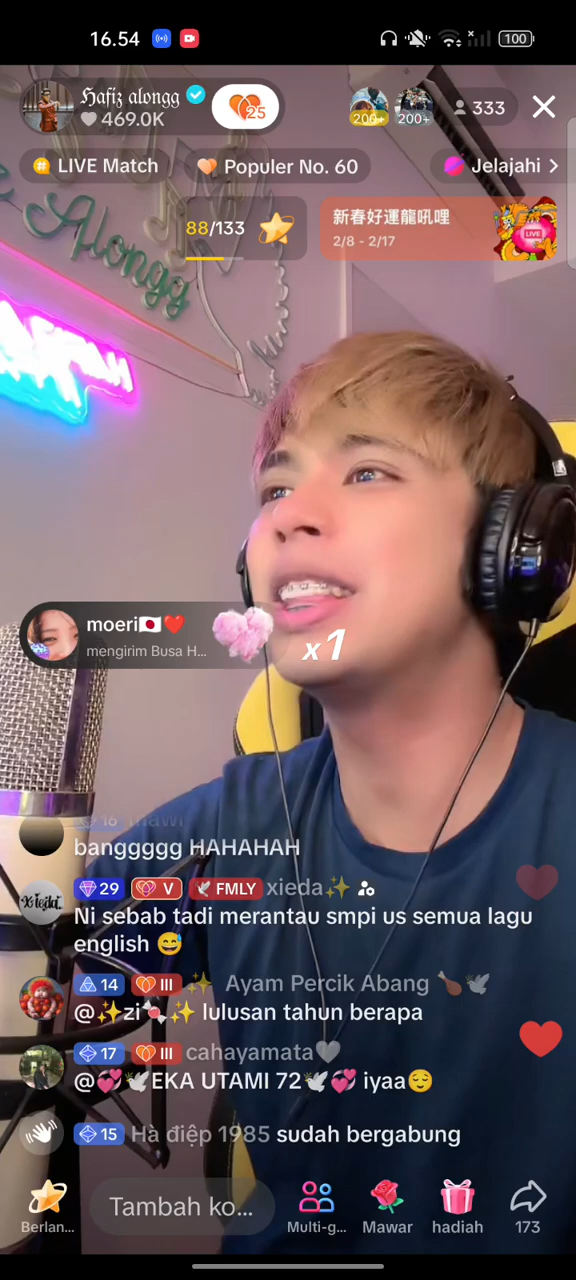 16.54
100
Hafiz alongg
469.0K
25
200+
200+
333
LIVE Match
Populer No. 60
Jelajahi
88/133
新春好運龍吼哩
2/8 - 2/17
LIVE
Alongg
moeri🇯🇵❤️
mengirim Busa H...
x1
16 mawi
banggggg HAHAHAH
29 V FMLY xieda✨
Ni sebab tadi merantau smpi us semua lagu
english 😅
14 III ✨ Ayam Percik Abang 🍗🕊️
@✨zi🍬✨ lulusan tahun berapa
17 III cahayamata🤍
@💞🕊️EKA UTAMI 72🕊️💞 iyaa😌
15 Hà điệp 1985 sudah bergabung
Berlan...
Tambah ko...
Multi-g...
Mawar
hadiah
173